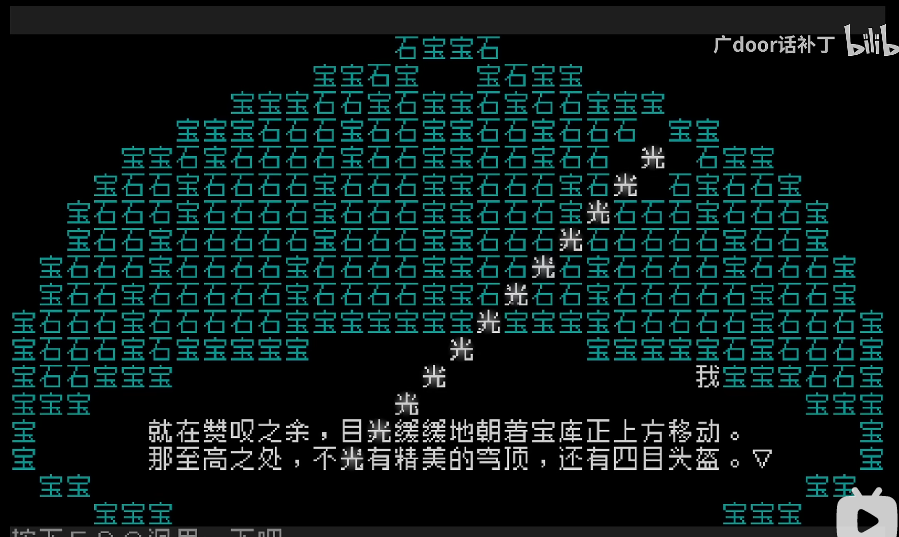 广door话补丁 bilib
石宝宝石
宝宝石宝 宝石宝宝
宝宝宝石石宝石宝宝石宝石石宝宝宝
宝宝宝石石石宝石石宝宝石石宝石石石 宝宝
宝宝石宝石石石宝石石石宝宝石石宝石石 光 石宝宝
宝石石宝石石石宝石石石宝宝石石石宝石光 石宝石石宝
宝石石石石石石石石宝石石石宝宝石石石宝光石石石宝石石石宝
宝石石石宝石石石石宝石石石宝宝石石石光石石石石宝石石石宝
宝石石石石宝石石石石宝石石石宝宝石石光石石石石宝石石石石宝
宝石石石石宝石石石石宝石石石石宝宝石光石石宝石石石石宝石石石宝
宝石石石石宝石石石石宝宝宝宝宝宝宝光宝宝宝宝石石石石宝石石石宝
宝石石石石宝宝宝宝宝宝 光 宝宝宝宝宝石宝石石石宝
宝石石宝宝宝 光 我宝宝宝石石宝
宝宝宝 光 宝宝宝
宝 就在赞叹之余，目光缓缓地朝着宝库正上方移动。 宝
宝 那至高之处，不光有精美的穹顶，还有四目头盔。▽ 宝
宝宝 宝宝
宝宝宝 宝宝宝